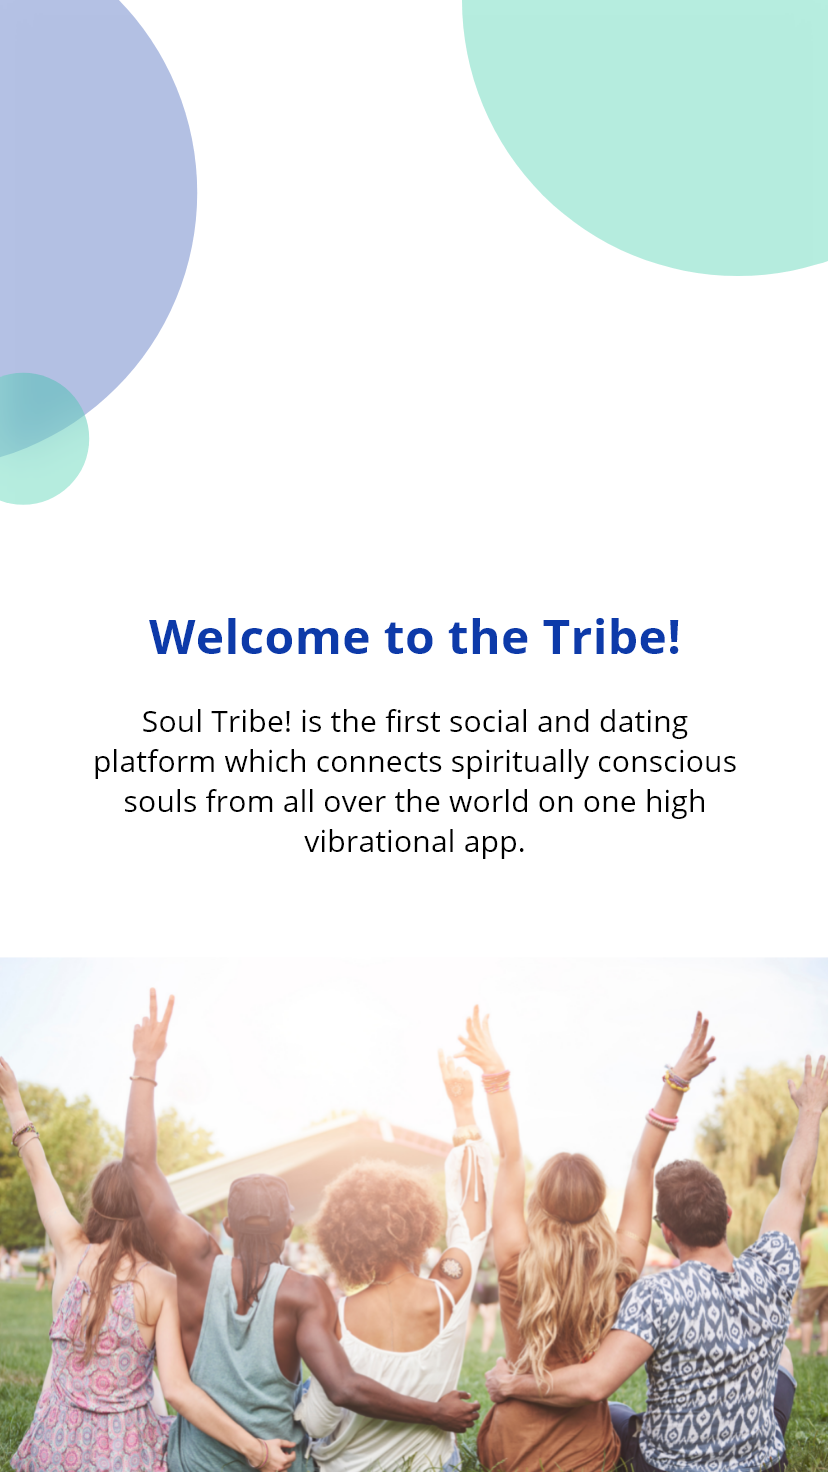 Welcome to the Tribe!
Soul Tribe! is the first social and dating
platform which connects spiritually conscious
souls from all over the world on one high
vibrational app.